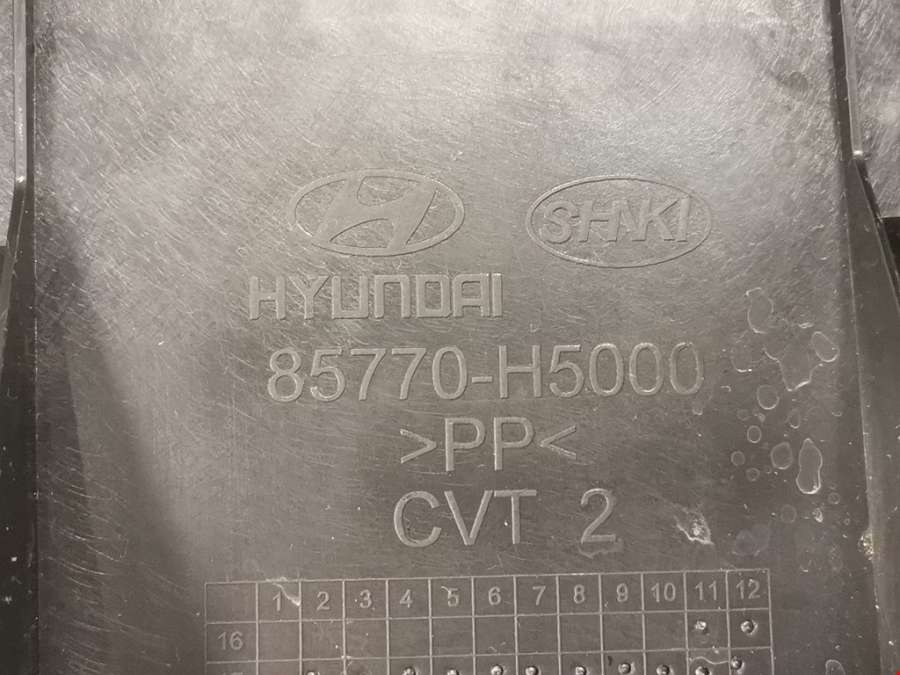 SHNKI
HYUNDAI
85770-H5000
>PP<
CVT 2
1 2 3 4 5 6 7 8 9 10 11 12
16